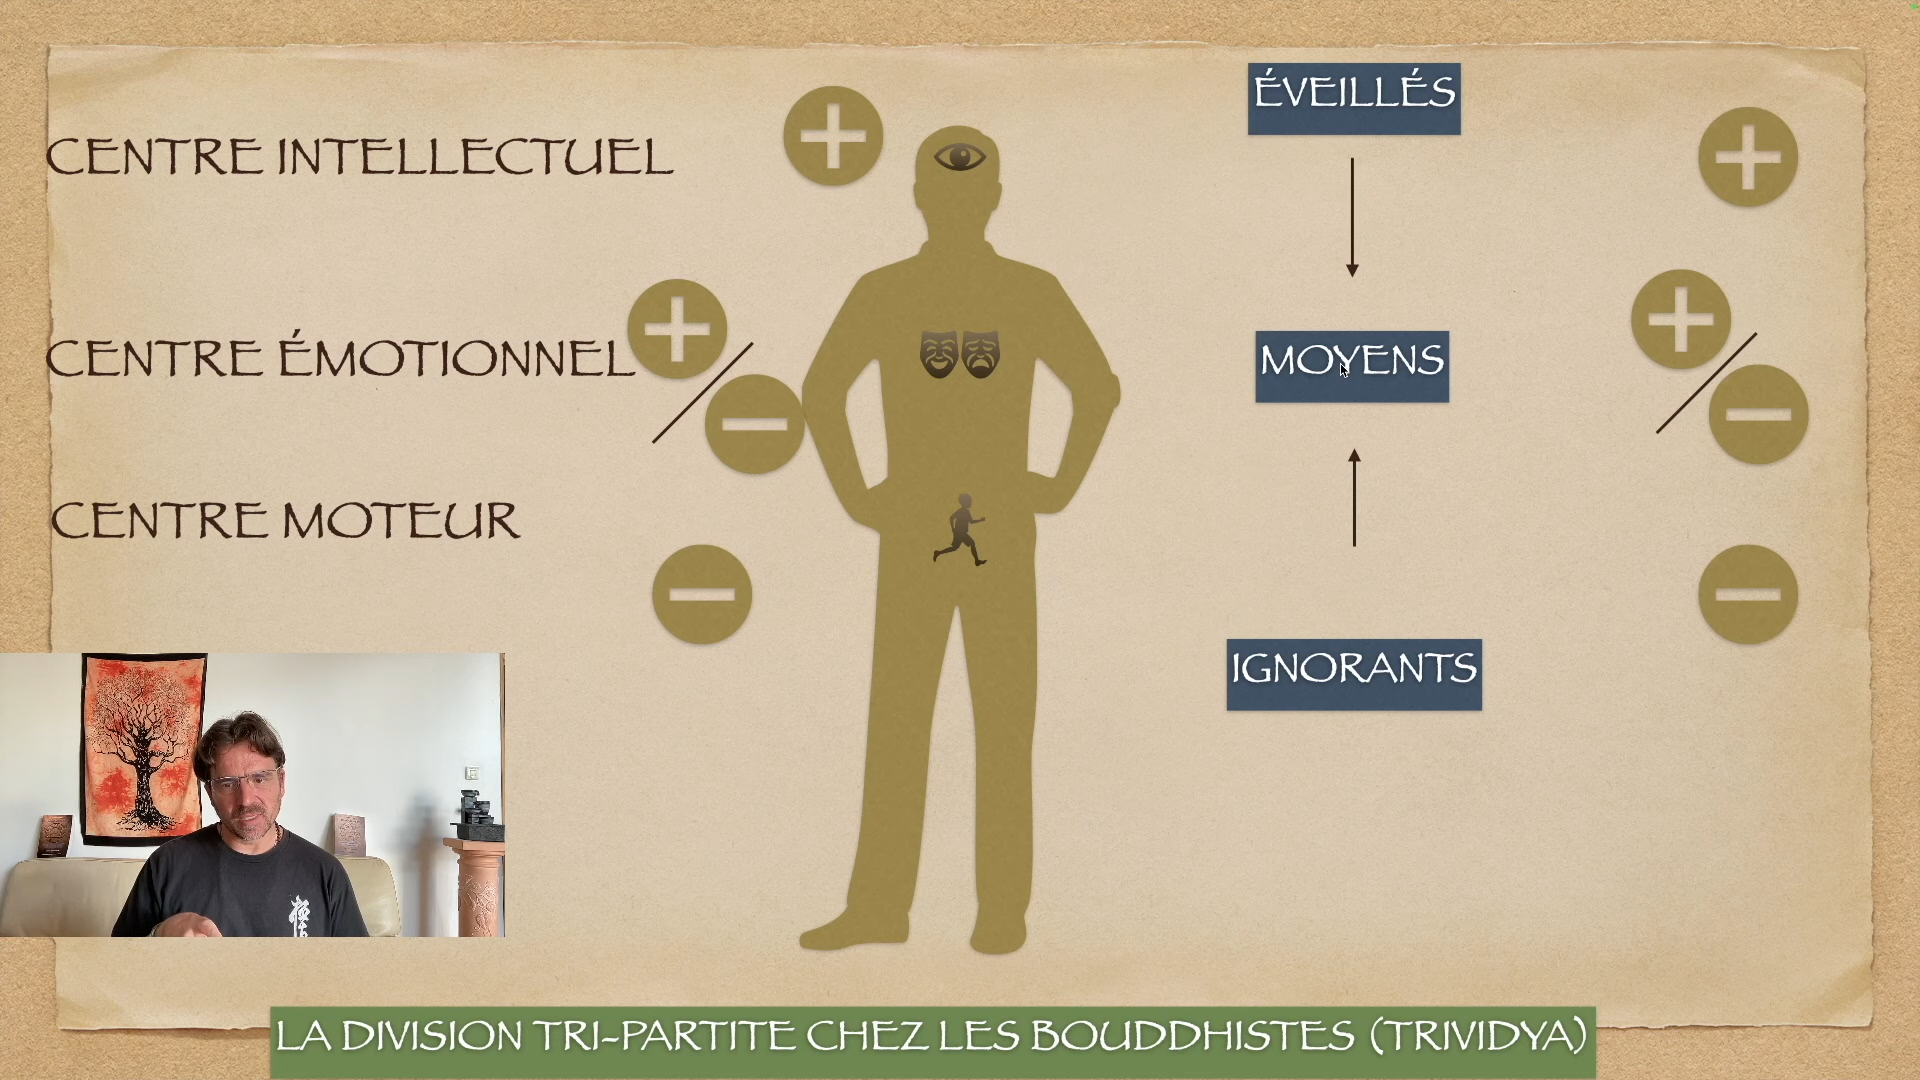 CENTRE INTELLECTUEL
CENTRE ÉMOTIONNEL
CENTRE MOTEUR
ÉVEILLÉS
MOYENS
IGNORANTS
LA DIVISION TRI-PARTITE CHEZ LES BOUDDHISTES (TRIVIDYA)